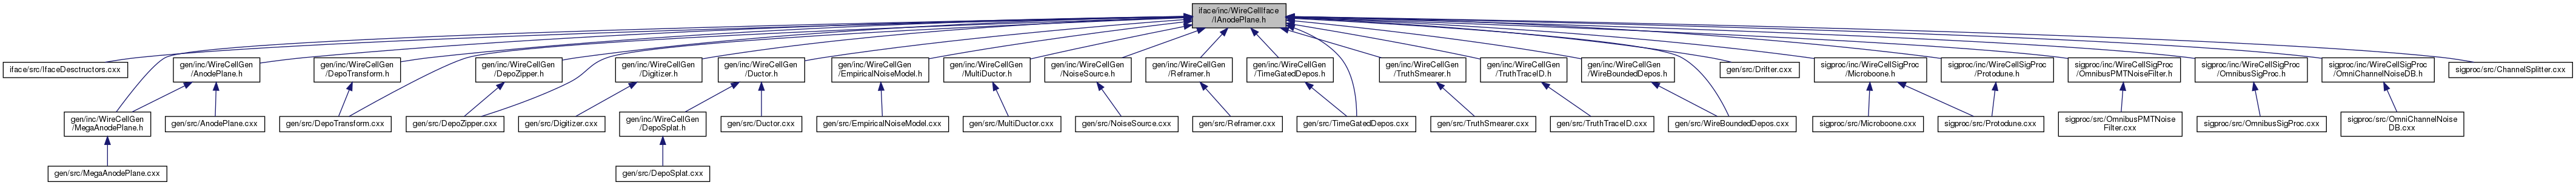 iface/inc/WireCellIface
/IAnodePlane.h
iface/src/IfaceDesctructors.cxx
gen/inc/WireCellGen
/AnodePlane.h
gen/inc/WireCellGen
/DepoTransform.h
gen/inc/WireCellGen
/DepoZipper.h
gen/inc/WireCellGen
/Digitizer.h
gen/inc/WireCellGen
/Ductor.h
gen/inc/WireCellGen
/EmpiricalNoiseModel.h
gen/inc/WireCellGen
/MultiDuctor.h
gen/inc/WireCellGen
/NoiseSource.h
gen/inc/WireCellGen
/Reframer.h
gen/inc/WireCellGen
/TimeGatedDepos.h
gen/inc/WireCellGen
/TruthSmearer.h
gen/inc/WireCellGen
/TruthTraceID.h
gen/inc/WireCellGen
/WireBoundedDepos.h
gen/src/Drifter.cxx
sigproc/inc/WireCellSigProc
/Microboone.h
sigproc/inc/WireCellSigProc
/Protodune.h
sigproc/inc/WireCellSigProc
/OmnibusPMTNoiseFilter.h
sigproc/inc/WireCellSigProc
/OmnibusSigProc.h
sigproc/inc/WireCellSigProc
/OmniChannelNoiseDB.h
sigproc/src/ChannelSplitter.cxx
gen/inc/WireCellGen
/MegaAnodePlane.h
gen/src/AnodePlane.cxx
gen/src/DepoTransform.cxx
gen/src/DepoZipper.cxx
gen/src/Digitizer.cxx
gen/inc/WireCellGen
/DepoSplat.h
gen/src/Ductor.cxx
gen/src/EmpiricalNoiseModel.cxx
gen/src/MultiDuctor.cxx
gen/src/NoiseSource.cxx
gen/src/Reframer.cxx
gen/src/TimeGatedDepos.cxx
gen/src/TruthSmearer.cxx
gen/src/TruthTraceID.cxx
gen/src/WireBoundedDepos.cxx
sigproc/src/Microboone.cxx
sigproc/src/Protodune.cxx
sigproc/src/OmnibusPMTNoise
Filter.cxx
sigproc/src/OmnibusSigProc.cxx
sigproc/src/OmniChannelNoise
DB.cxx
gen/src/MegaAnodePlane.cxx
gen/src/DepoSplat.cxx